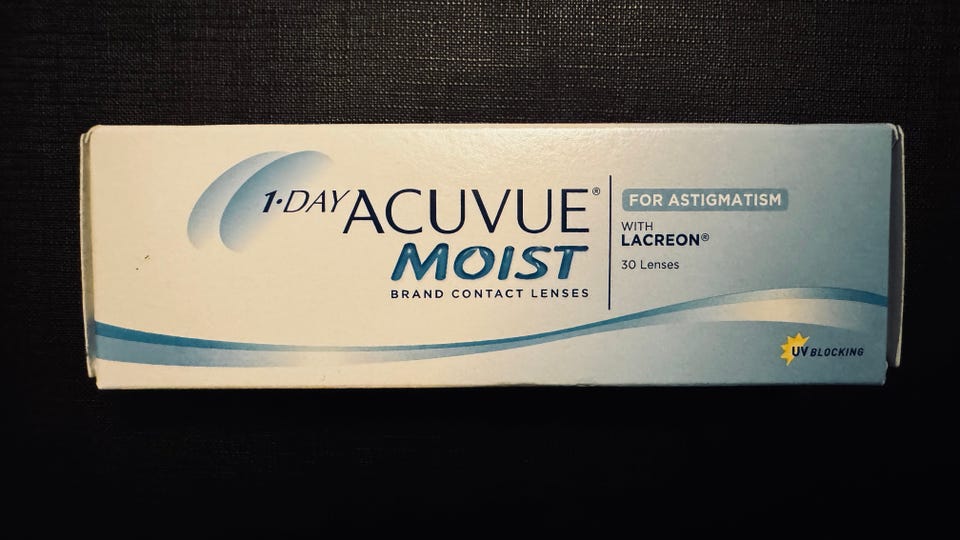 1·DAY ACUVUE®
MOIST
BRAND CONTACT LENSES
FOR ASTIGMATISM
WITH
LACREON®
30 Lenses
UV BLOCKING